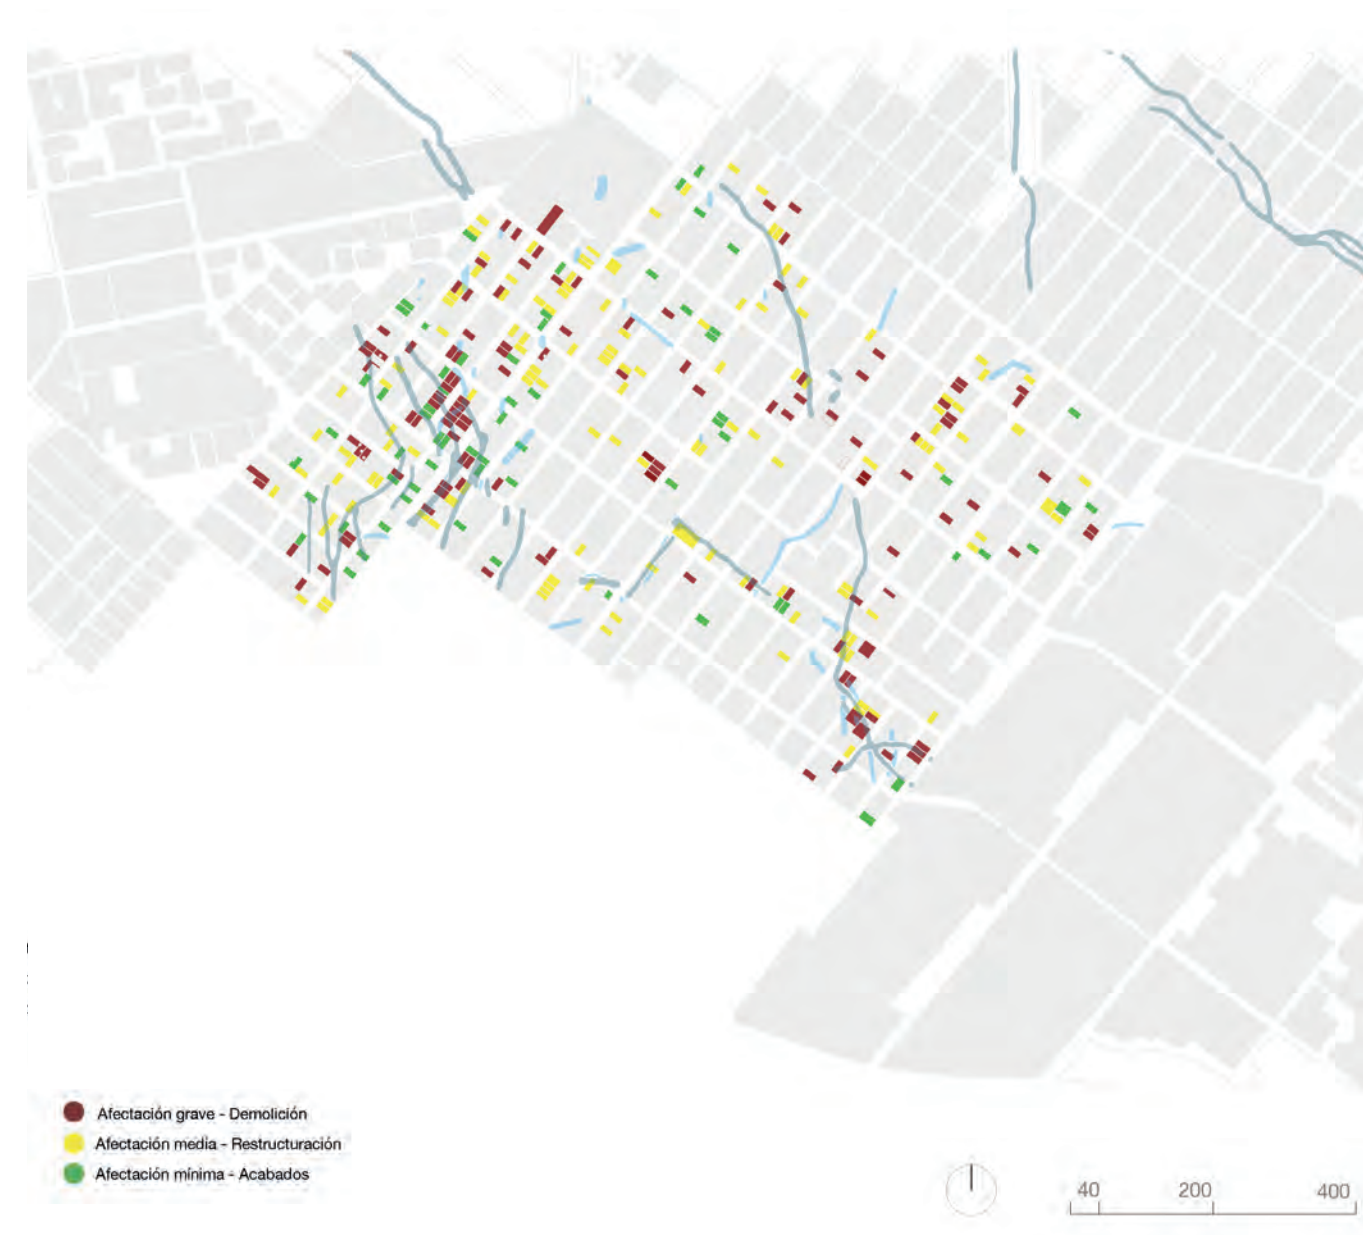 Afectación grave - Demolición
Afectación media - Restructuración
Afectación mínima - Acabados
40 200 400